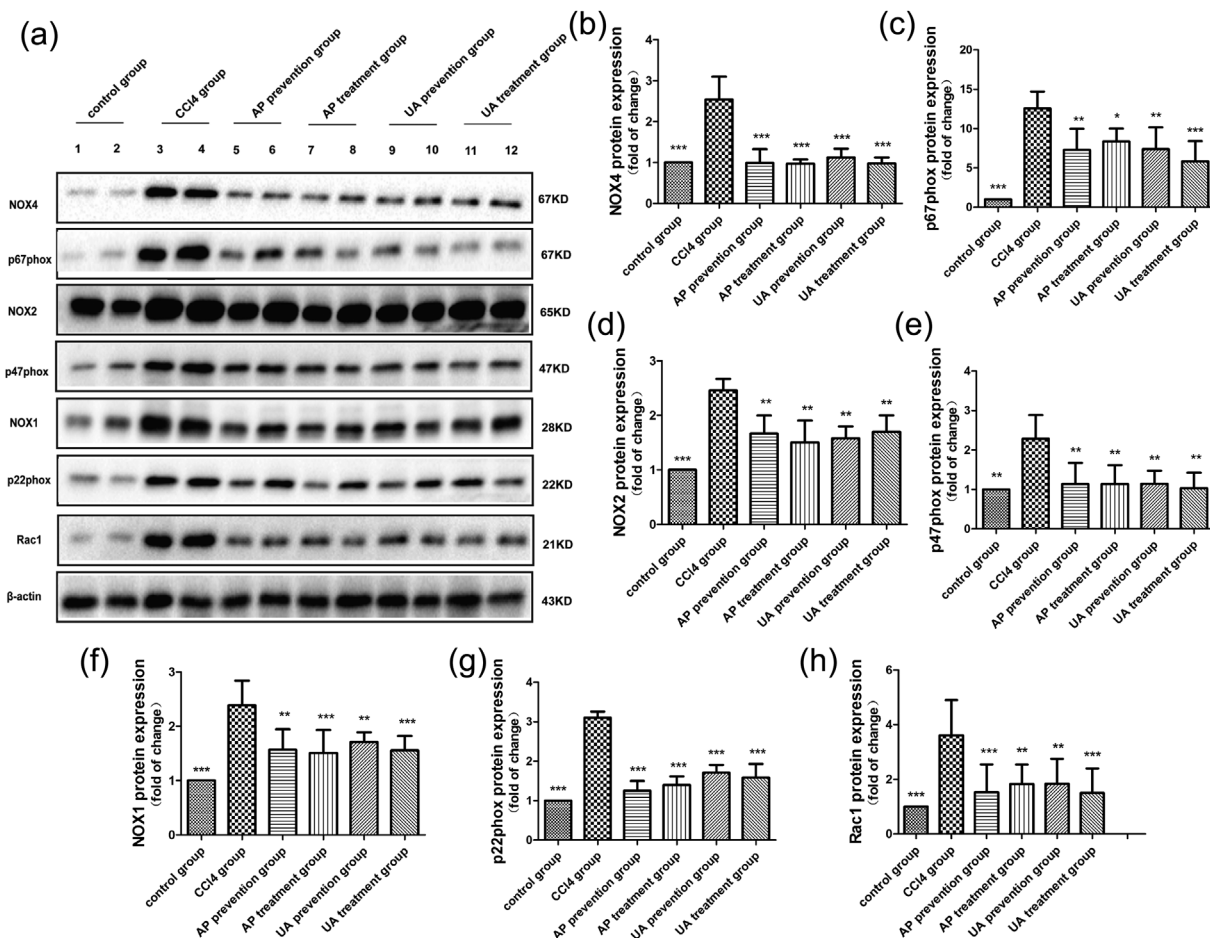 (a)
control group
CCl4 group
AP prevention group
AP treatment group
UA prevention group
UA treatment group
1 2 3 4 5 6 7 8 9 10 11 12
NOX4 67KD
p67phox 67KD
NOX2 65KD
p47phox 47KD
NOX1 28KD
p22phox 22KD
Rac1 21KD
β-actin 43KD
(b)
NOX4 protein expression
(fold of change)
4
3
2
1
0
*** *** *** *** ***
control group
CCl4 group
AP prevention group
AP treatment group
UA prevention group
UA treatment group
(c)
p67phox protein expression
(fold of change)
20
15
10
5
0
*** ** * ** ***
control group
CCl4 group
AP prevention group
AP treatment group
UA prevention group
UA treatment group
(d)
NOX2 protein expression
(fold of change)
3
2
1
0
*** ** ** ** **
control group
CCl4 group
AP prevention group
AP treatment group
UA prevention group
UA treatment group
(e)
p47phox protein expression
(fold of change)
4
3
2
1
0
** ** ** ** **
control group
CCl4 group
AP prevention group
AP treatment group
UA prevention group
UA treatment group
(f)
NOX1 protein expression
(fold of change)
3
2
1
0
*** ** *** ** ***
control group
CCl4 group
AP prevention group
AP treatment group
UA prevention group
UA treatment group
(g)
p22phox protein expression
(fold of change)
4
3
2
1
0
*** *** *** *** ***
control group
CCl4 group
AP prevention group
AP treatment group
UA prevention group
UA treatment group
(h)
Rac1 protein expression
(fold of change)
6
4
2
0
*** *** ** ** ***
control group
CCl4 group
AP prevention group
AP treatment group
UA prevention group
UA treatment group